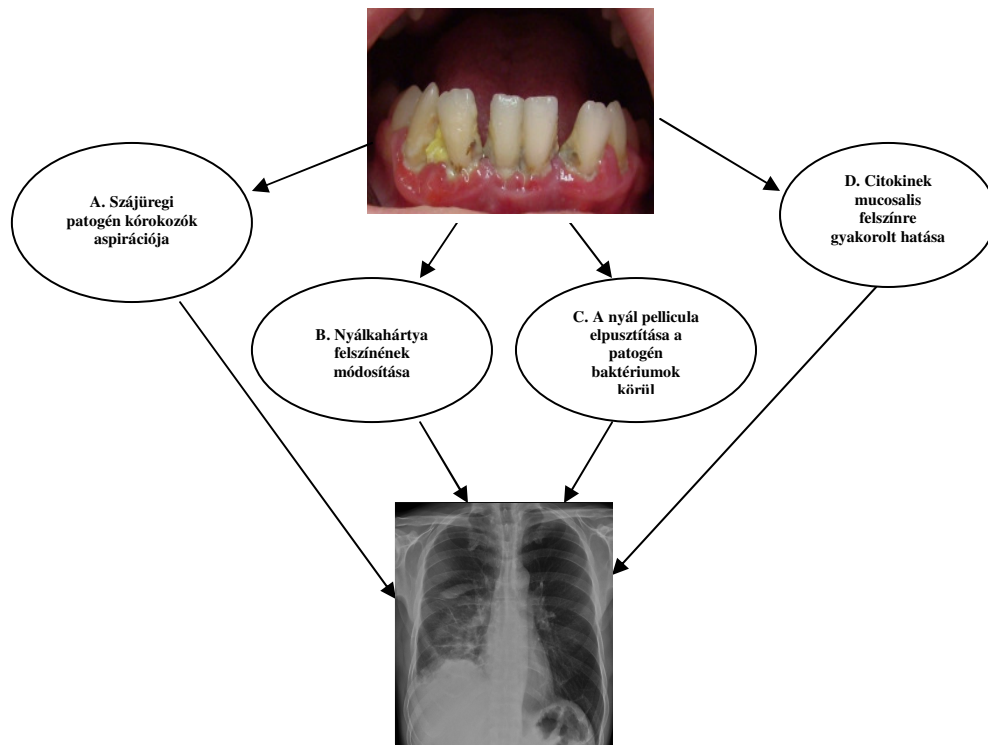 A. Szájüregi
patogén kórokozók
aspirációja
B. Nyálkahártya
felszínének
módosítása
C. A nyál pellicula
elpusztítása a
patogén
baktériumok
körül
D. Citokinek
mucosalis
felszínre
gyakorolt hatása